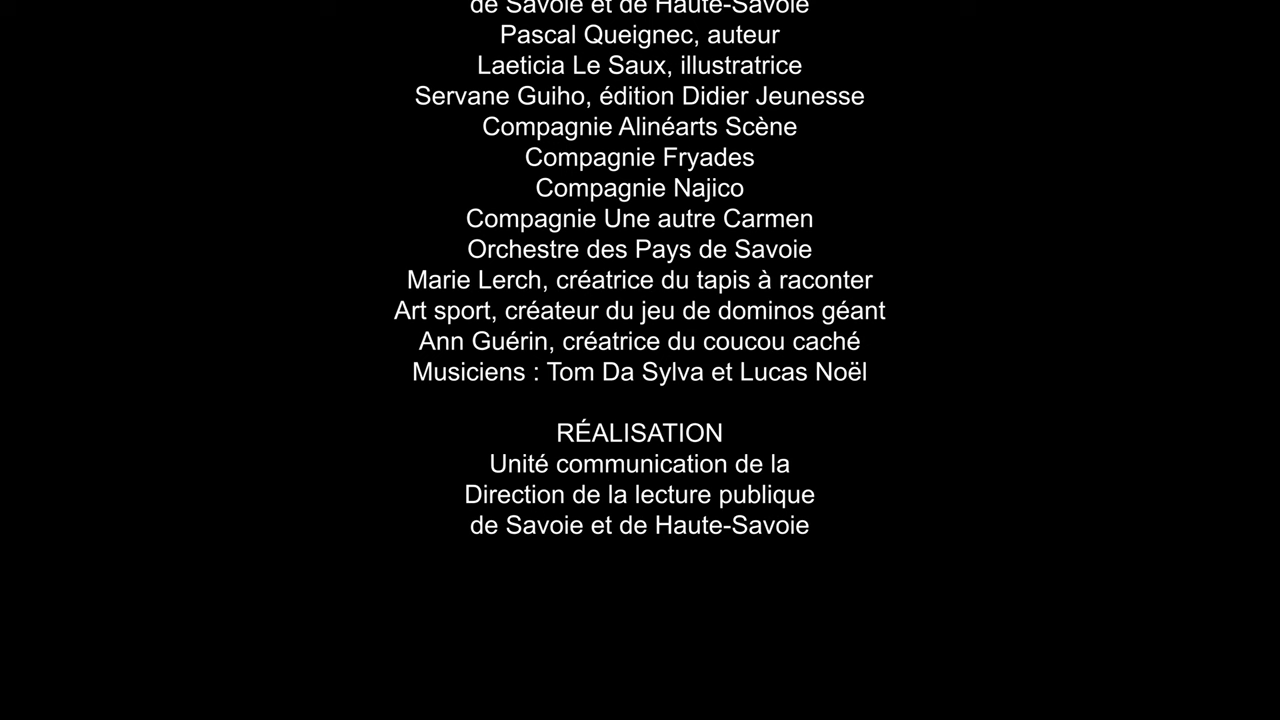 de Savoie et de Haute-Savoie
Pascal Queignec, auteur
Laeticia Le Saux, illustratrice
Servane Guiho, édition Didier Jeunesse
Compagnie Alinéarts Scène
Compagnie Fryades
Compagnie Najico
Compagnie Une autre Carmen
Orchestre des Pays de Savoie
Marie Lerch, créatrice du tapis à raconter
Art sport, créateur du jeu de dominos géant
Ann Guérin, créatrice du coucou caché
Musiciens : Tom Da Sylva et Lucas Noël
RÉALISATION
Unité communication de la
Direction de la lecture publique
de Savoie et de Haute-Savoie